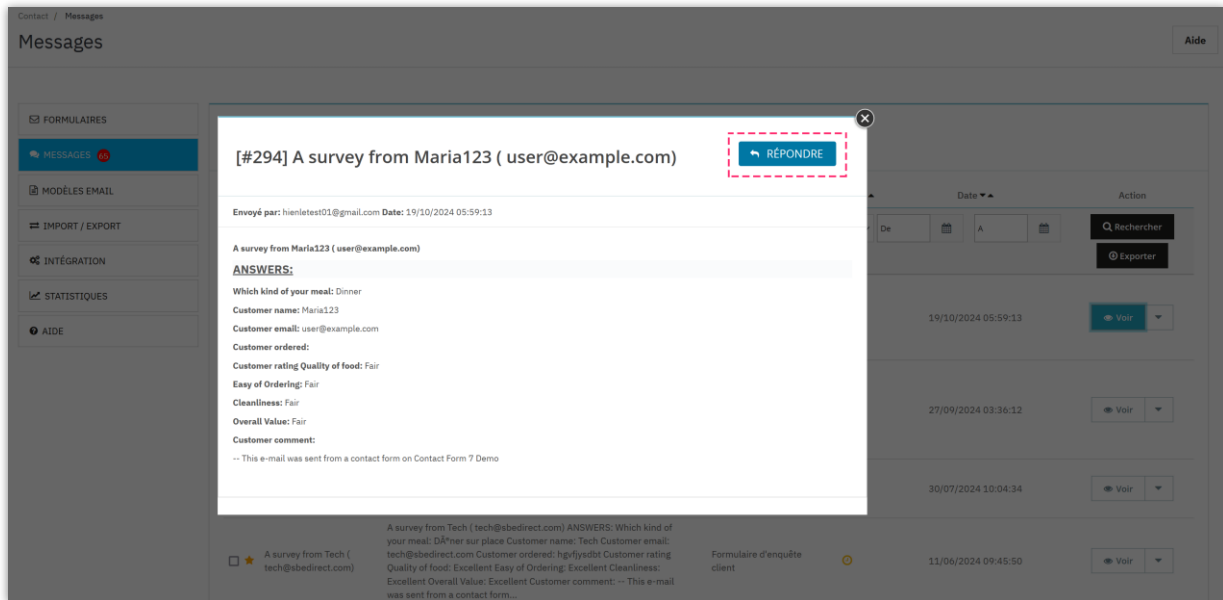 Contact / Messages
Messages
Aide
FORMULAIRES
MESSAGES 65
MODÈLES EMAIL
IMPORT / EXPORT
INTÉGRATION
STATISTIQUES
AIDE
[#294] A survey from Maria123 ( user@example.com)
RÉPONDRE
Envoyé par: hienletest01@gmail.com Date: 19/10/2024 05:59:13
A survey from Maria123 ( user@example.com)
ANSWERS:
Which kind of your meal: Dinner
Customer name: Maria123
Customer email: user@example.com
Customer ordered:
Customer rating Quality of food: Fair
Easy of Ordering: Fair
Cleanliness: Fair
Overall Value: Fair
Customer comment:
-- This e-mail was sent from a contact form on Contact Form 7 Demo
Date Action
De A Rechercher
Exporter
19/10/2024 05:59:13 Voir
27/09/2024 03:36:12 Voir
30/07/2024 10:04:34 Voir
A survey from Tech (
tech@sbedirect.com)
A survey from Tech ( tech@sbedirect.com) ANSWERS: Which kind of
your meal: DÃ®ner sur place Customer name: Tech Customer email:
tech@sbedirect.com Customer ordered: hgvfjysdbt Customer rating
Quality of food: Excellent Easy of Ordering: Excellent Cleanliness:
Excellent Overall Value: Excellent Customer comment: -- This e-mail
was sent from a contact form...
Formulaire d'enquête
client
11/06/2024 09:45:50 Voir